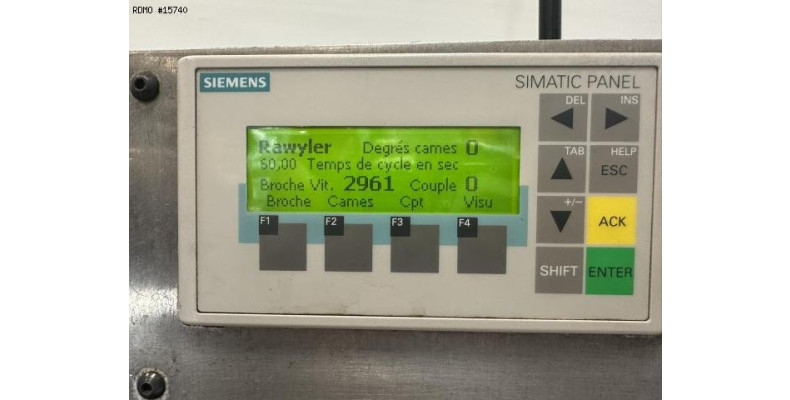 RDMO #15740
SIEMENS
SIMATIC PANEL
Rawyler Degrés cames 0
60,00 Temps de cycle en sec
Broche Vit. 2961 Couple 0
Broche Cames Cpt Visu
F1 F2 F3 F4
DEL INS
TAB HELP
ESC
+/-
ACK
SHIFT ENTER